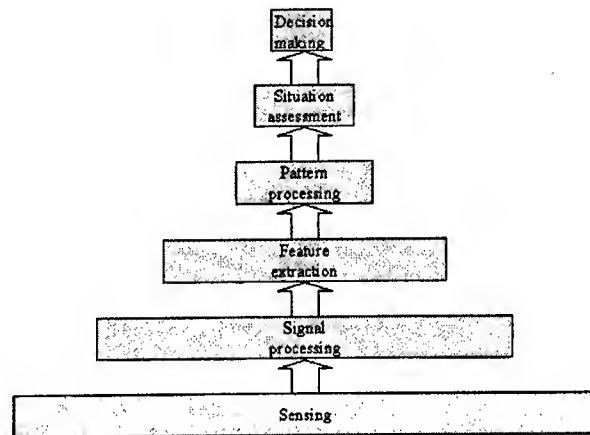 Decision
making
Situation
assessment
Pattern
processing
Feature
extraction
Signal
processing
Sensing